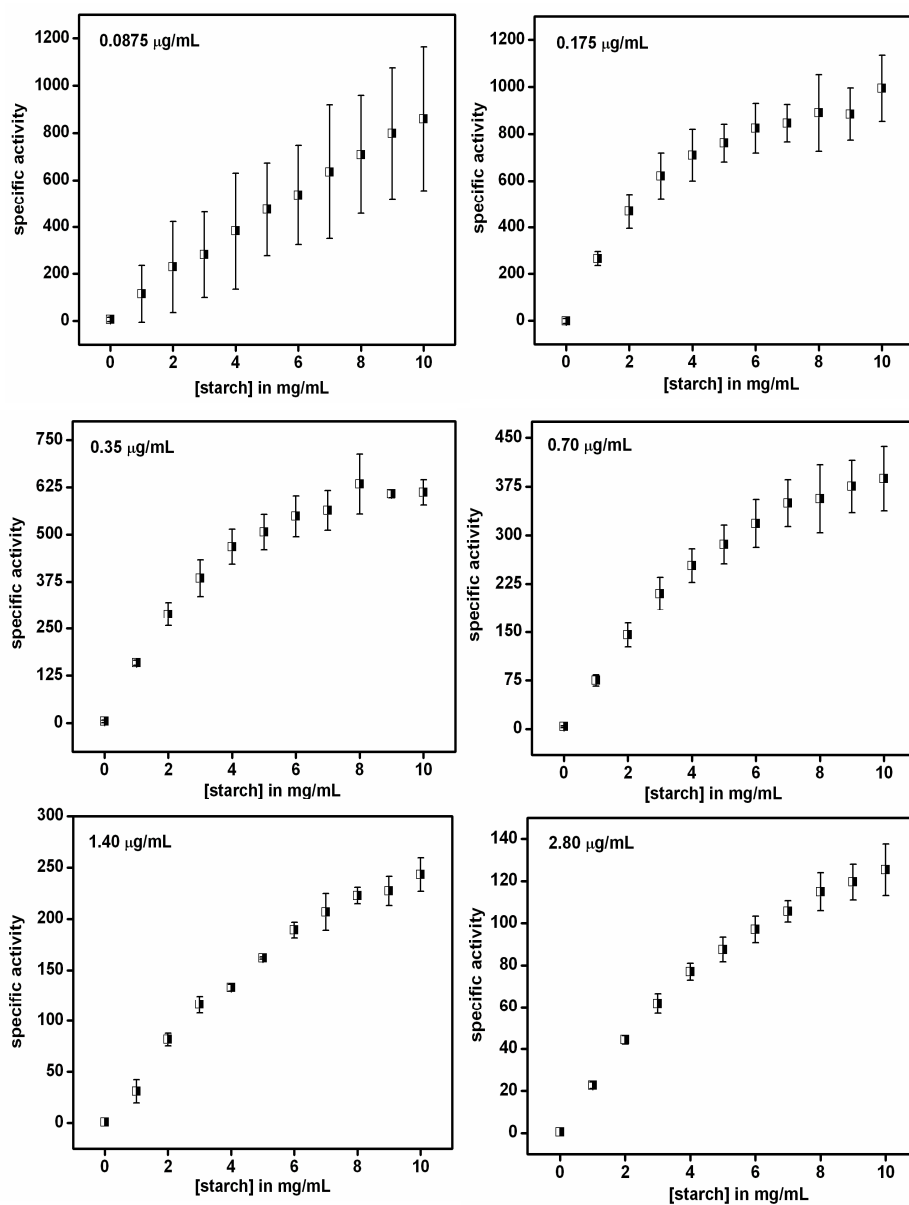 0.0875 µg/mL
specific activity
1200
1000
800
600
400
200
0
0 2 4 6 8 10
[starch] in mg/mL
0.175 µg/mL
specific activity
1200
1000
800
600
400
200
0
0 2 4 6 8 10
[starch] in mg/mL
0.35 µg/mL
specific activity
750
625
500
375
250
125
0
0 2 4 6 8 10
[starch] in mg/mL
0.70 µg/mL
specific activity
450
375
300
225
150
75
0
0 2 4 6 8 10
[starch] in mg/mL
1.40 µg/mL
specific activity
300
250
200
150
100
50
0
0 2 4 6 8 10
[starch] in mg/mL
2.80 µg/mL
specific activity
140
120
100
80
60
40
20
0
0 2 4 6 8 10
[starch] in mg/mL